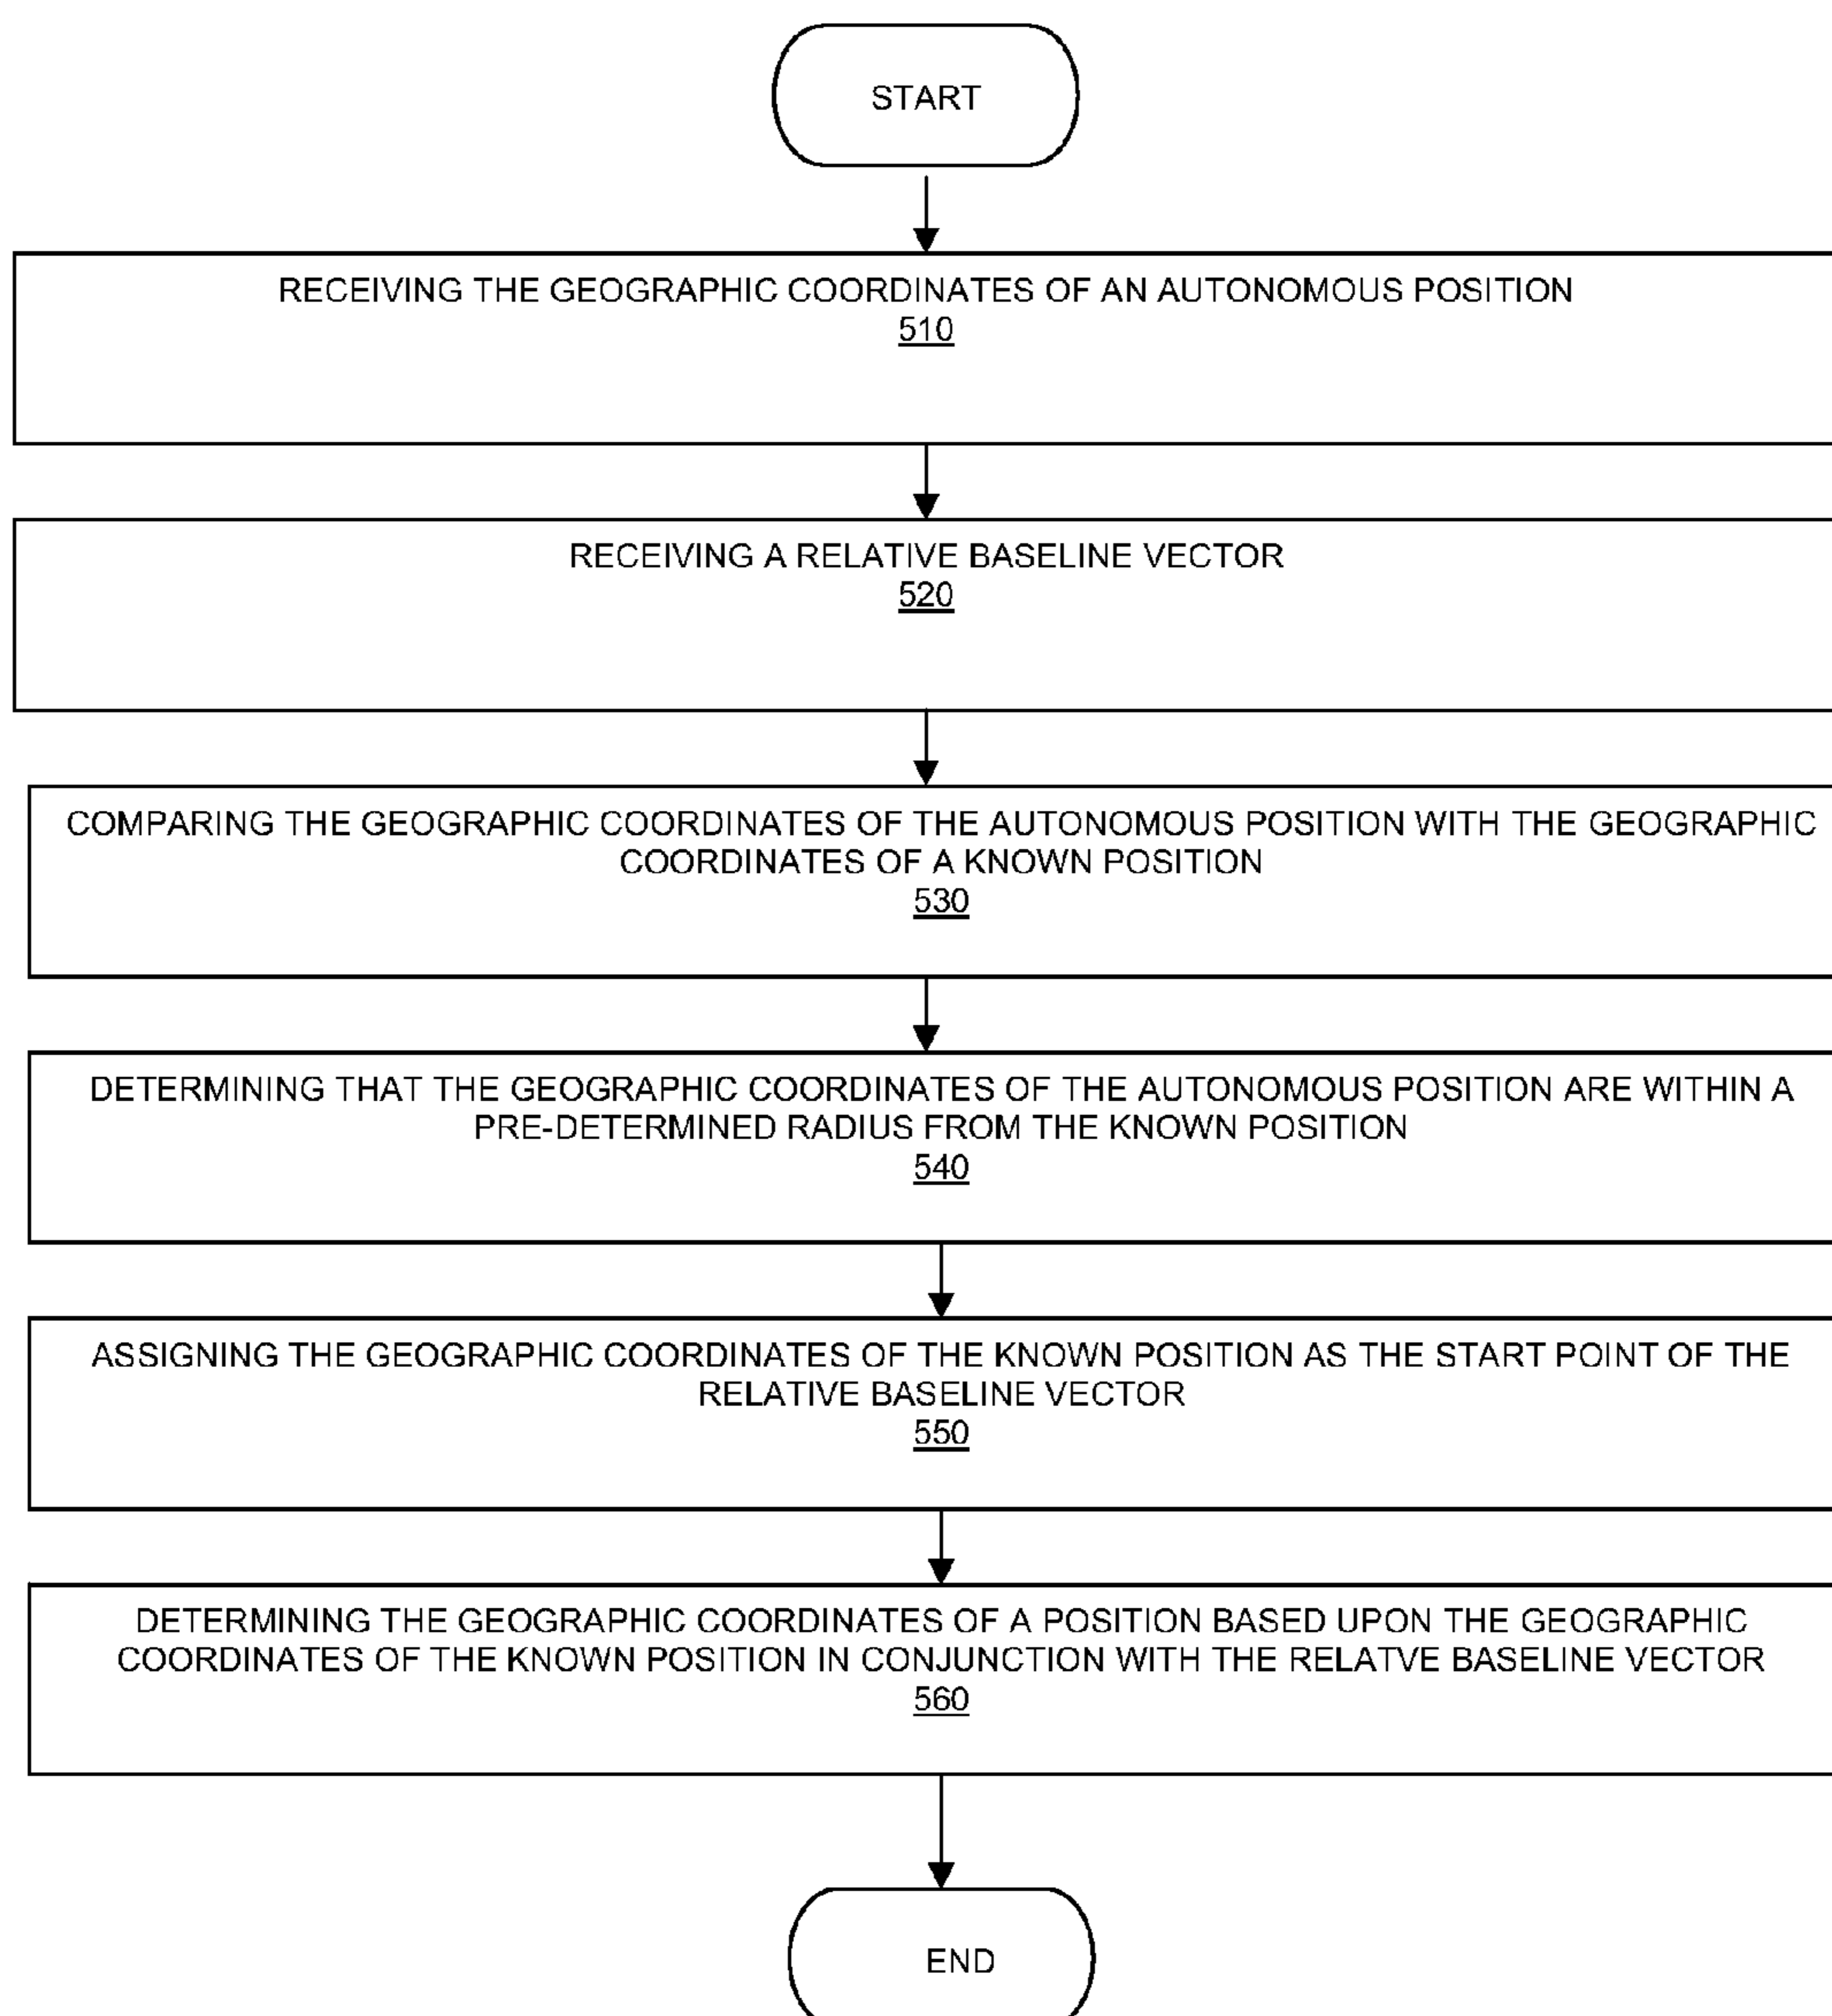 START
RECEIVING THE GEOGRAPHIC COORDINATES OF AN AUTONOMOUS POSITION
510
RECEIVING A RELATIVE BASELINE VECTOR
520
COMPARING THE GEOGRAPHIC COORDINATES OF THE AUTONOMOUS POSITION WITH THE GEOGRAPHIC
COORDINATES OF A KNOWN POSITION
530
DETERMINING THAT THE GEOGRAPHIC COORDINATES OF THE AUTONOMOUS POSITION ARE WITHIN A
PRE-DETERMINED RADIUS FROM THE KNOWN POSITION
540
ASSIGNING THE GEOGRAPHIC COORDINATES OF THE KNOWN POSITION AS THE START POINT OF THE
RELATIVE BASELINE VECTOR
550
DETERMINING THE GEOGRAPHIC COORDINATES OF A POSITION BASED UPON THE GEOGRAPHIC
COORDINATES OF THE KNOWN POSITION IN CONJUNCTION WITH THE RELATVE BASELINE VECTOR
560
END